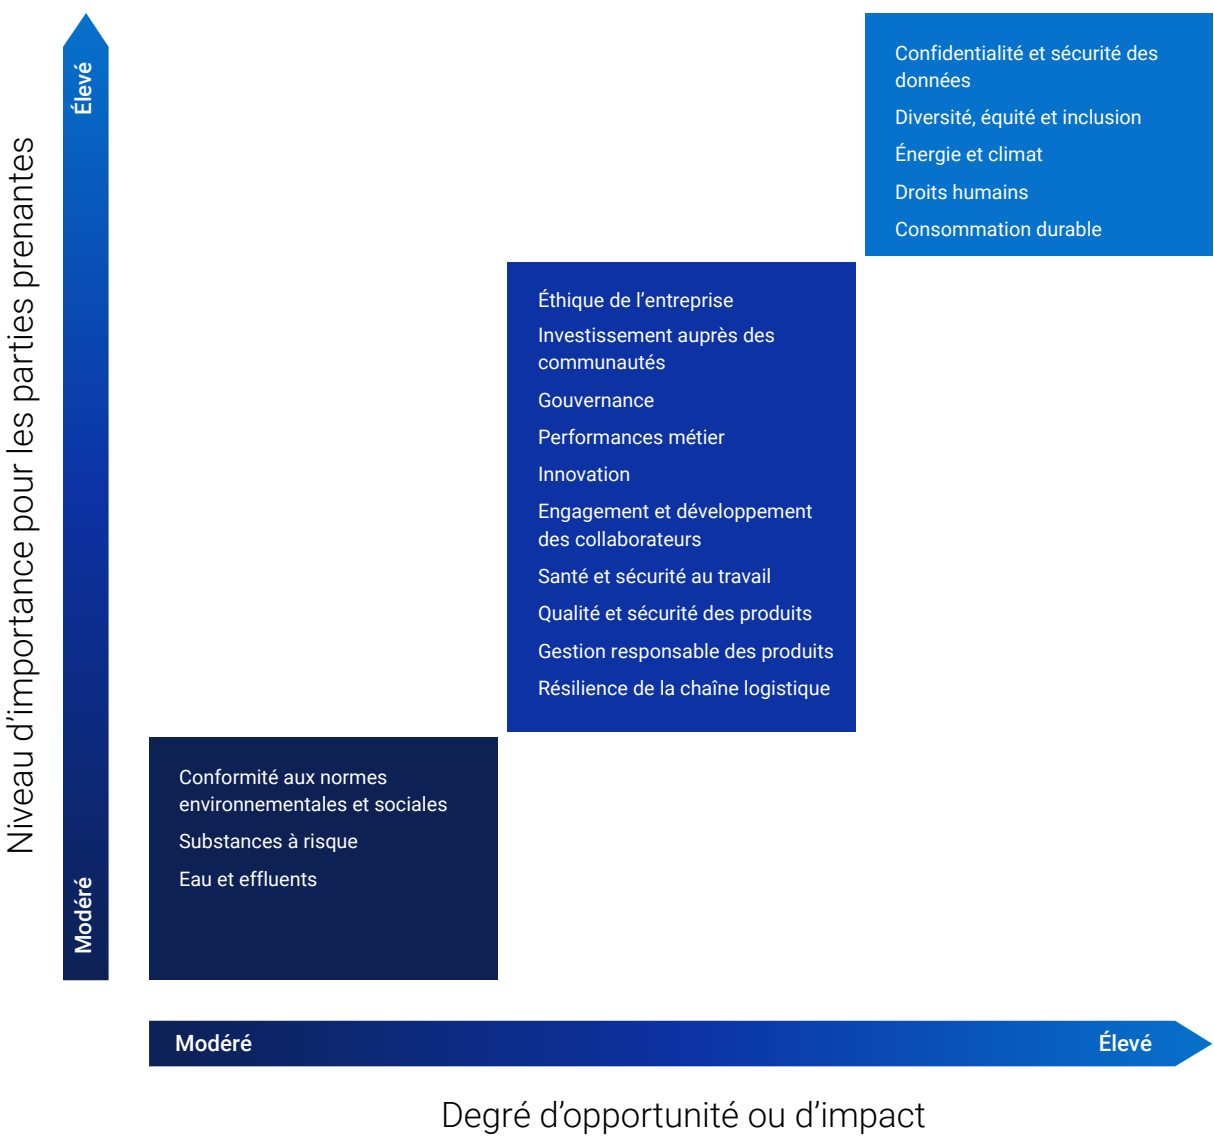 Niveau d’importance pour les parties prenantes
Élevé
Modéré
Confidentialité et sécurité des
données
Diversité, équité et inclusion
Énergie et climat
Droits humains
Consommation durable
Éthique de l’entreprise
Investissement auprès des
communautés
Gouvernance
Performances métier
Innovation
Engagement et développement
des collaborateurs
Santé et sécurité au travail
Qualité et sécurité des produits
Gestion responsable des produits
Résilience de la chaîne logistique
Conformité aux normes
environnementales et sociales
Substances à risque
Eau et effluents
Modéré
Élevé
Degré d’opportunité ou d’impact